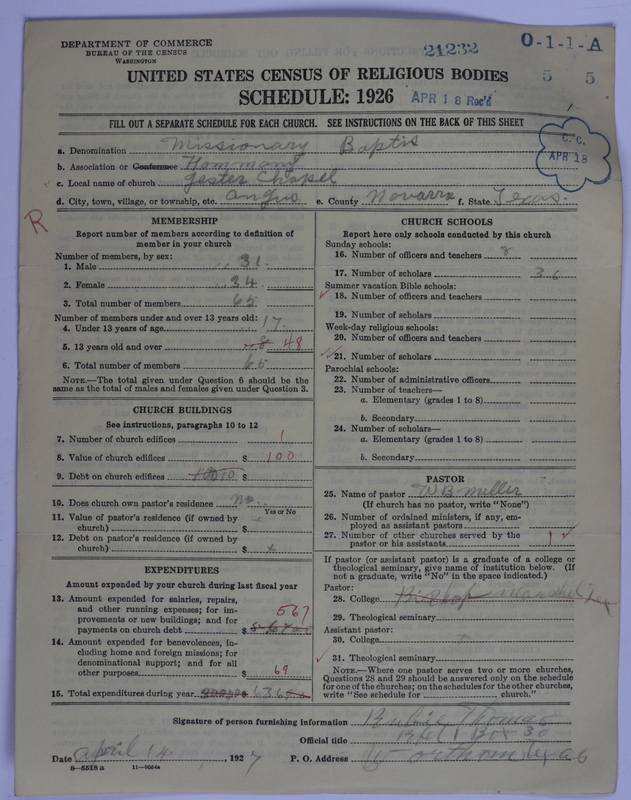 DEPARTMENT OF COMMERCE
BUREAU OF THE CENSUS
WASHINGTON
21232
O-1-1-A
5 5
UNITED STATES CENSUS OF RELIGIOUS BODIES
SCHEDULE: 1926
APR 18 Rec'd
FILL OUT A SEPARATE SCHEDULE FOR EACH CHURCH. SEE INSTRUCTIONS ON THE BACK OF THIS SHEET
C. C.
APR 18
a. Denomination Missionary Baptis
b. Association or Conference
c. Local name of church Jester Chapel
d. City, town, village, or township, etc. Angus e. County Novarra f. State Texas.
R
MEMBERSHIP
Report number of members according to definition of
member in your church
Number of members, by sex:
1. Male 31
2. Female 34
3. Total number of members 65
Number of members under and over 13 years old:
4. Under 13 years of age 17
5. 13 years old and over 48
6. Total number of members 65
NOTE.—The total given under Question 6 should be
same as the total of males and females given under Question 3.
CHURCH BUILDINGS
See instructions, paragraphs 10 to 12
7. Number of church edifices 1
8. Value of church edifices $ 100
9. Debt on church edifices $
10. Does church own pastor's residence no
Yes or No
11. Value of pastor's residence (if owned by
church) $
12. Debt on pastor's residence (if owned by
church) $ x
EXPENDITURES
Amount expended by your church during last fiscal year
13. Amount expended for salaries, repairs,
and other running expenses; for im-
provements or new buildings; and for
payments on church debt $ 567
14. Amount expended for benevolences, in-
cluding home and foreign missions; for
denominational support; and for all
other purposes $ 69
15. Total expenditures during year 636
CHURCH SCHOOLS
Report here only schools conducted by this church
Sunday schools:
16. Number of officers and teachers 8
17. Number of scholars 36
Summer vacation Bible schools:
18. Number of officers and teachers
19. Number of scholars
Week-day religious schools:
20. Number of officers and teachers
21. Number of scholars
Parochial schools:
22. Number of administrative officers
23. Number of teachers—
a. Elementary (grades 1 to 8)
b. Secondary
24. Number of scholars—
a. Elementary (grades 1 to 8)
b. Secondary
PASTOR
25. Name of pastor W B Miller
(If church has no pastor, write "None")
26. Number of ordained ministers, if any, em-
ployed as assistant pastors
27. Number of other churches served by the
pastor or his assistants 1
If pastor (or assistant pastor) is a graduate of a college or
theological seminary, give name of institution below. (If
not a graduate, write "No" in the space indicated.)
Pastor:
28. College Bishop Marshel Tex
29. Theological seminary
Assistant pastor:
30. College
31. Theological seminary
NOTE.—Where one pastor serves two or more churches,
Questions 28 and 29 should be answered only on the schedule
for one of the churches; on the schedules for the other churches,
write "See schedule for church."
Signature of person furnishing information Thomas
Official title Box 30
Date April 14, 1927 P. O. Address
8—5518 a 11—9054a